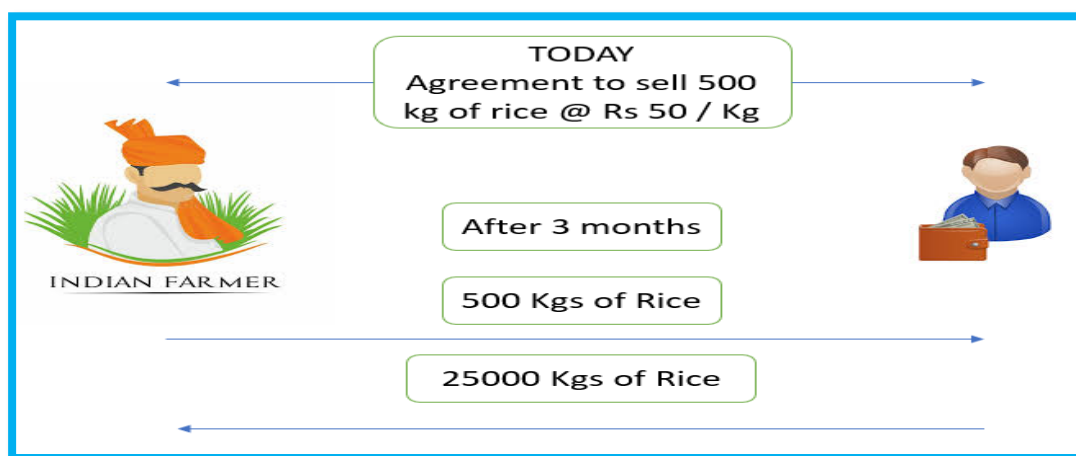 TODAY
Agreement to sell 500
kg of rice @ Rs 50 / Kg
After 3 months
INDIAN FARMER
500 Kgs of Rice
25000 Kgs of Rice